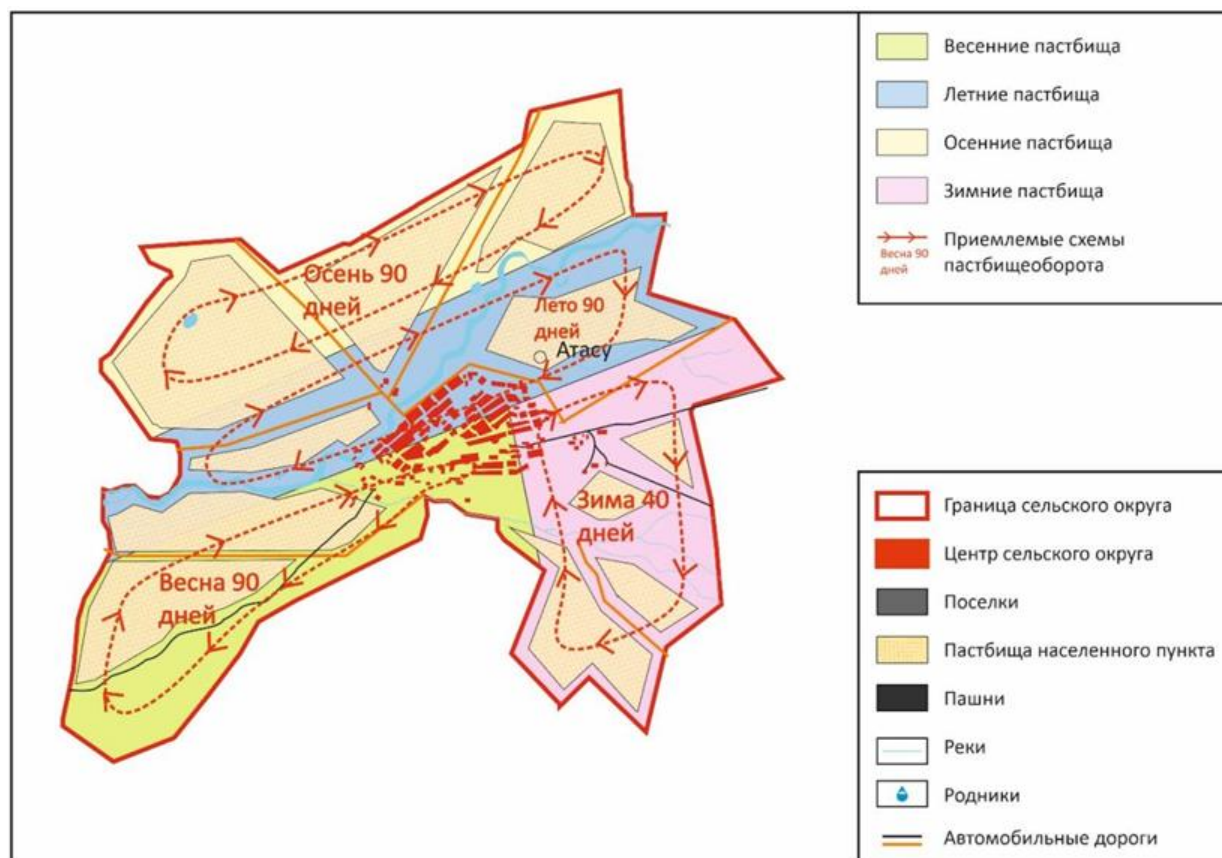 Весенние пастбища
Летние пастбища
Осенние пастбища
Зимние пастбища
Весна 90
дней
Приемлемые схемы
пастбищеоборота
Осень 90
дней
Лето 90
дней
Атасу
Зима 40
дней
Весна 90
дней
Граница сельского округа
Центр сельского округа
Поселки
Пастбища населенного пункта
Пашни
Реки
Родники
Автомобильные дороги